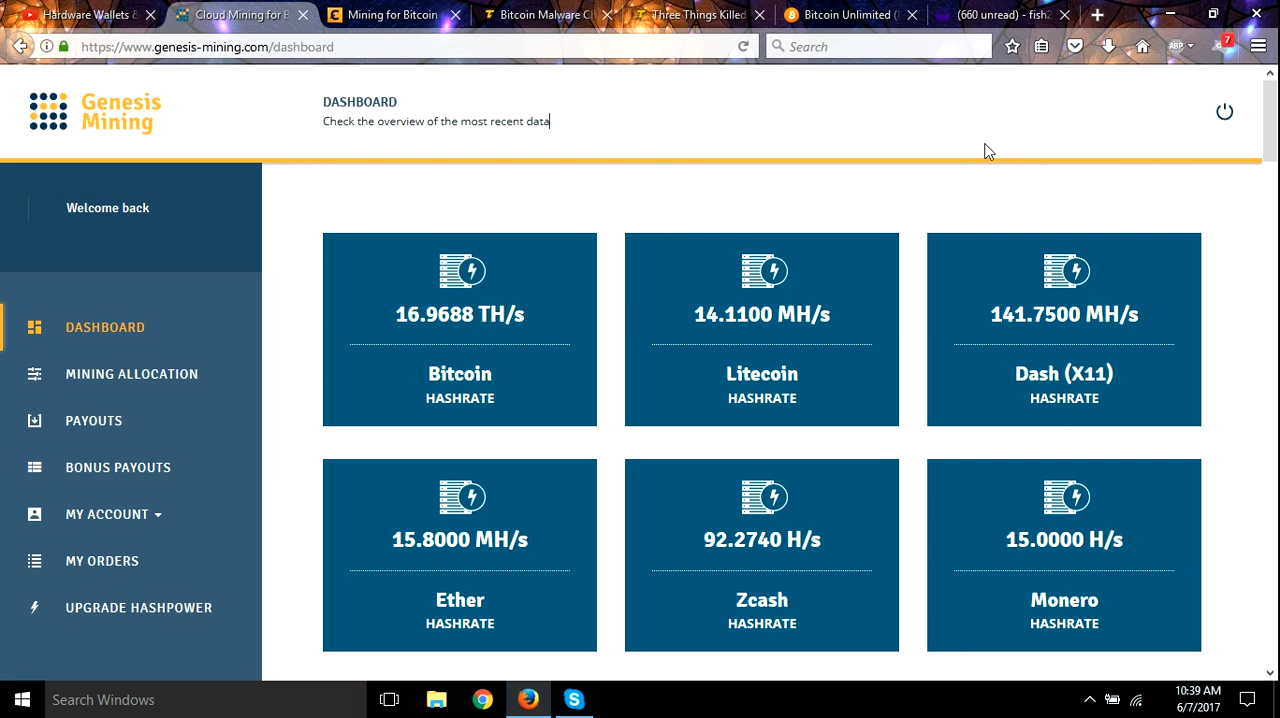 Hardware Wallets &
Cloud Mining for B
Mining for Bitcoin
Bitcoin Malware Cl
Three Things Killed
Bitcoin Unlimited (
(660 unread) - fish2
https://www.genesis-mining.com/dashboard
Search
ABP
7
Genesis
Mining
DASHBOARD
Check the overview of the most recent data
Welcome back
DASHBOARD
MINING ALLOCATION
PAYOUTS
BONUS PAYOUTS
MY ACCOUNT
MY ORDERS
UPGRADE HASHPOWER
16.9688 TH/s
Bitcoin
HASHRATE
14.1100 MH/s
Litecoin
HASHRATE
141.7500 MH/s
Dash (X11)
HASHRATE
15.8000 MH/s
Ether
HASHRATE
92.2740 H/s
Zcash
HASHRATE
15.0000 H/s
Monero
HASHRATE
Search Windows
10:39 AM
6/7/2017